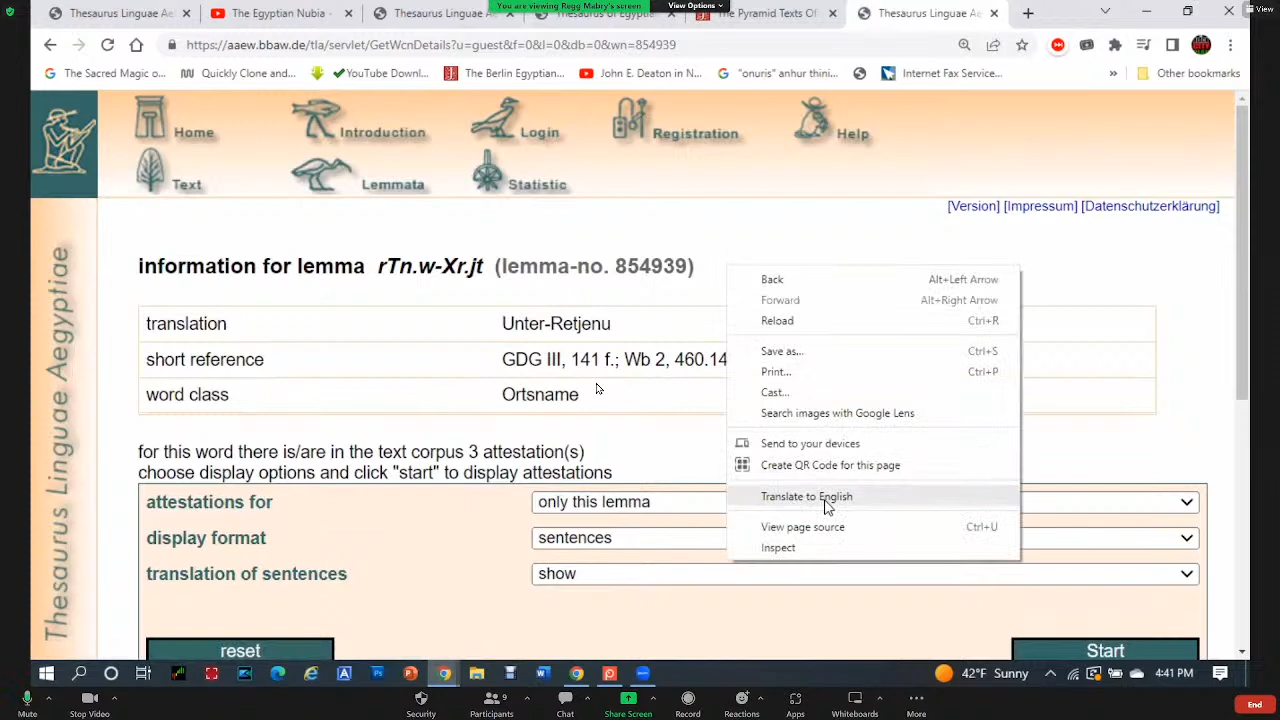 You are viewing Regg Mabry's screen View Options
View
Thesaurus Linguae Ae
The Egyptian Nubia -
Thesaurus Linguae Ae
Thesaurus of Egyptian
The Pyramid Texts Of
Thesaurus Linguae Ae
https://aaew.bbaw.de/tla/servlet/GetWcnDetails?u=guest&f=0&l=0&db=0&wn=854939
The Sacred Magic o...
Quickly Clone and...
YouTube Downl...
The Berlin Egyptian...
John E. Deaton in N...
"onuris" anhur thini...
Internet Fax Service...
»
Other bookmarks
Home
Introduction
Login
Registration
Help
Text
Lemmata
Statistic
[Version] [Impressum] [Datenschutzerklärung]
Thesaurus Linguae Aegyptiae
information for lemma rTn.w-Xr.jt (lemma-no. 854939)
translation Unter-Retjenu
short reference GDG III, 141 f.; Wb 2, 460.14
word class Ortsname
Back Alt+Left Arrow
Forward Alt+Right Arrow
Reload Ctrl+R
Save as... Ctrl+S
Print... Ctrl+P
Cast...
Search images with Google Lens
Send to your devices
Create QR Code for this page
Translate to English
View page source Ctrl+U
Inspect
for this word there is/are in the text corpus 3 attestation(s)
choose display options and click "start" to display attestations
attestations for only this lemma
display format sentences
translation of sentences show
reset Start
42°F Sunny 4:41 PM
Mute
Stop Video
Security
Participants 9
Chat
Share Screen
Record
Reactions
Apps
Whiteboards
More
End